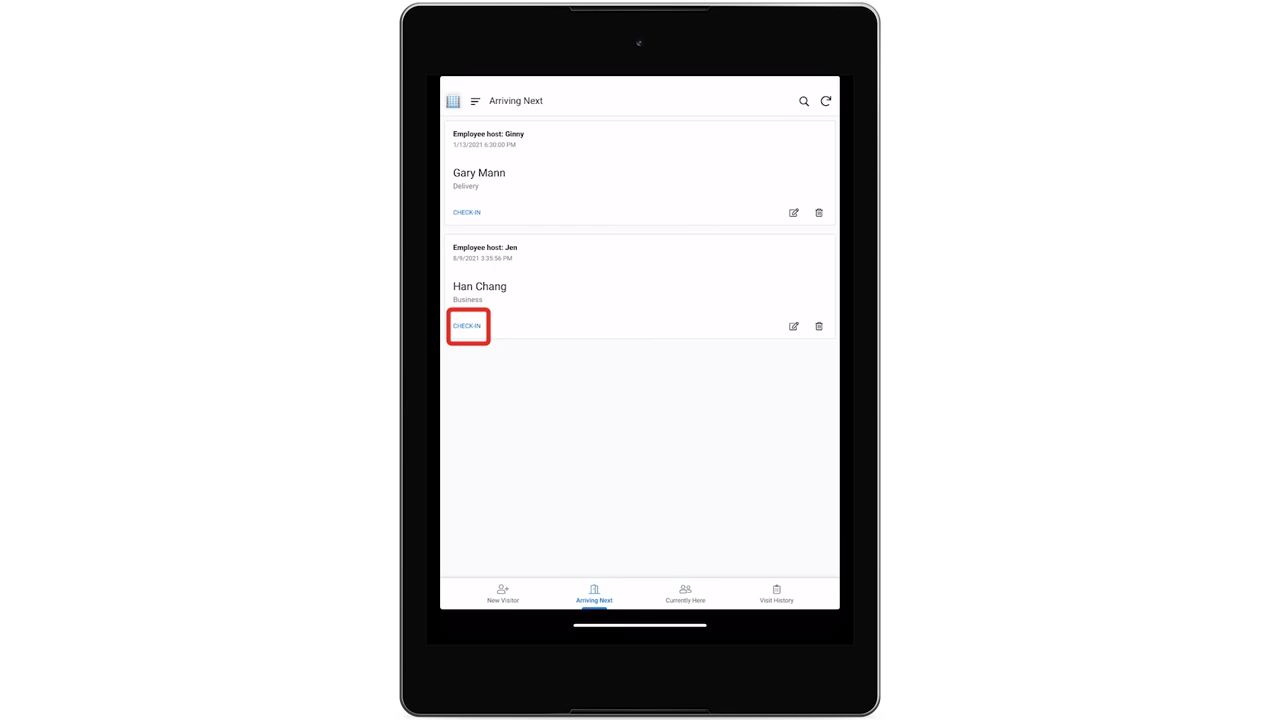 Arriving Next
Employee host: Ginny
1/13/2021 6:30:00 PM
Gary Mann
Delivery
CHECK-IN
Employee host: Jen
8/9/2021 3:35:56 PM
Han Chang
Business
CHECK-IN
New Visitor
Arriving Next
Currently Here
Visit History